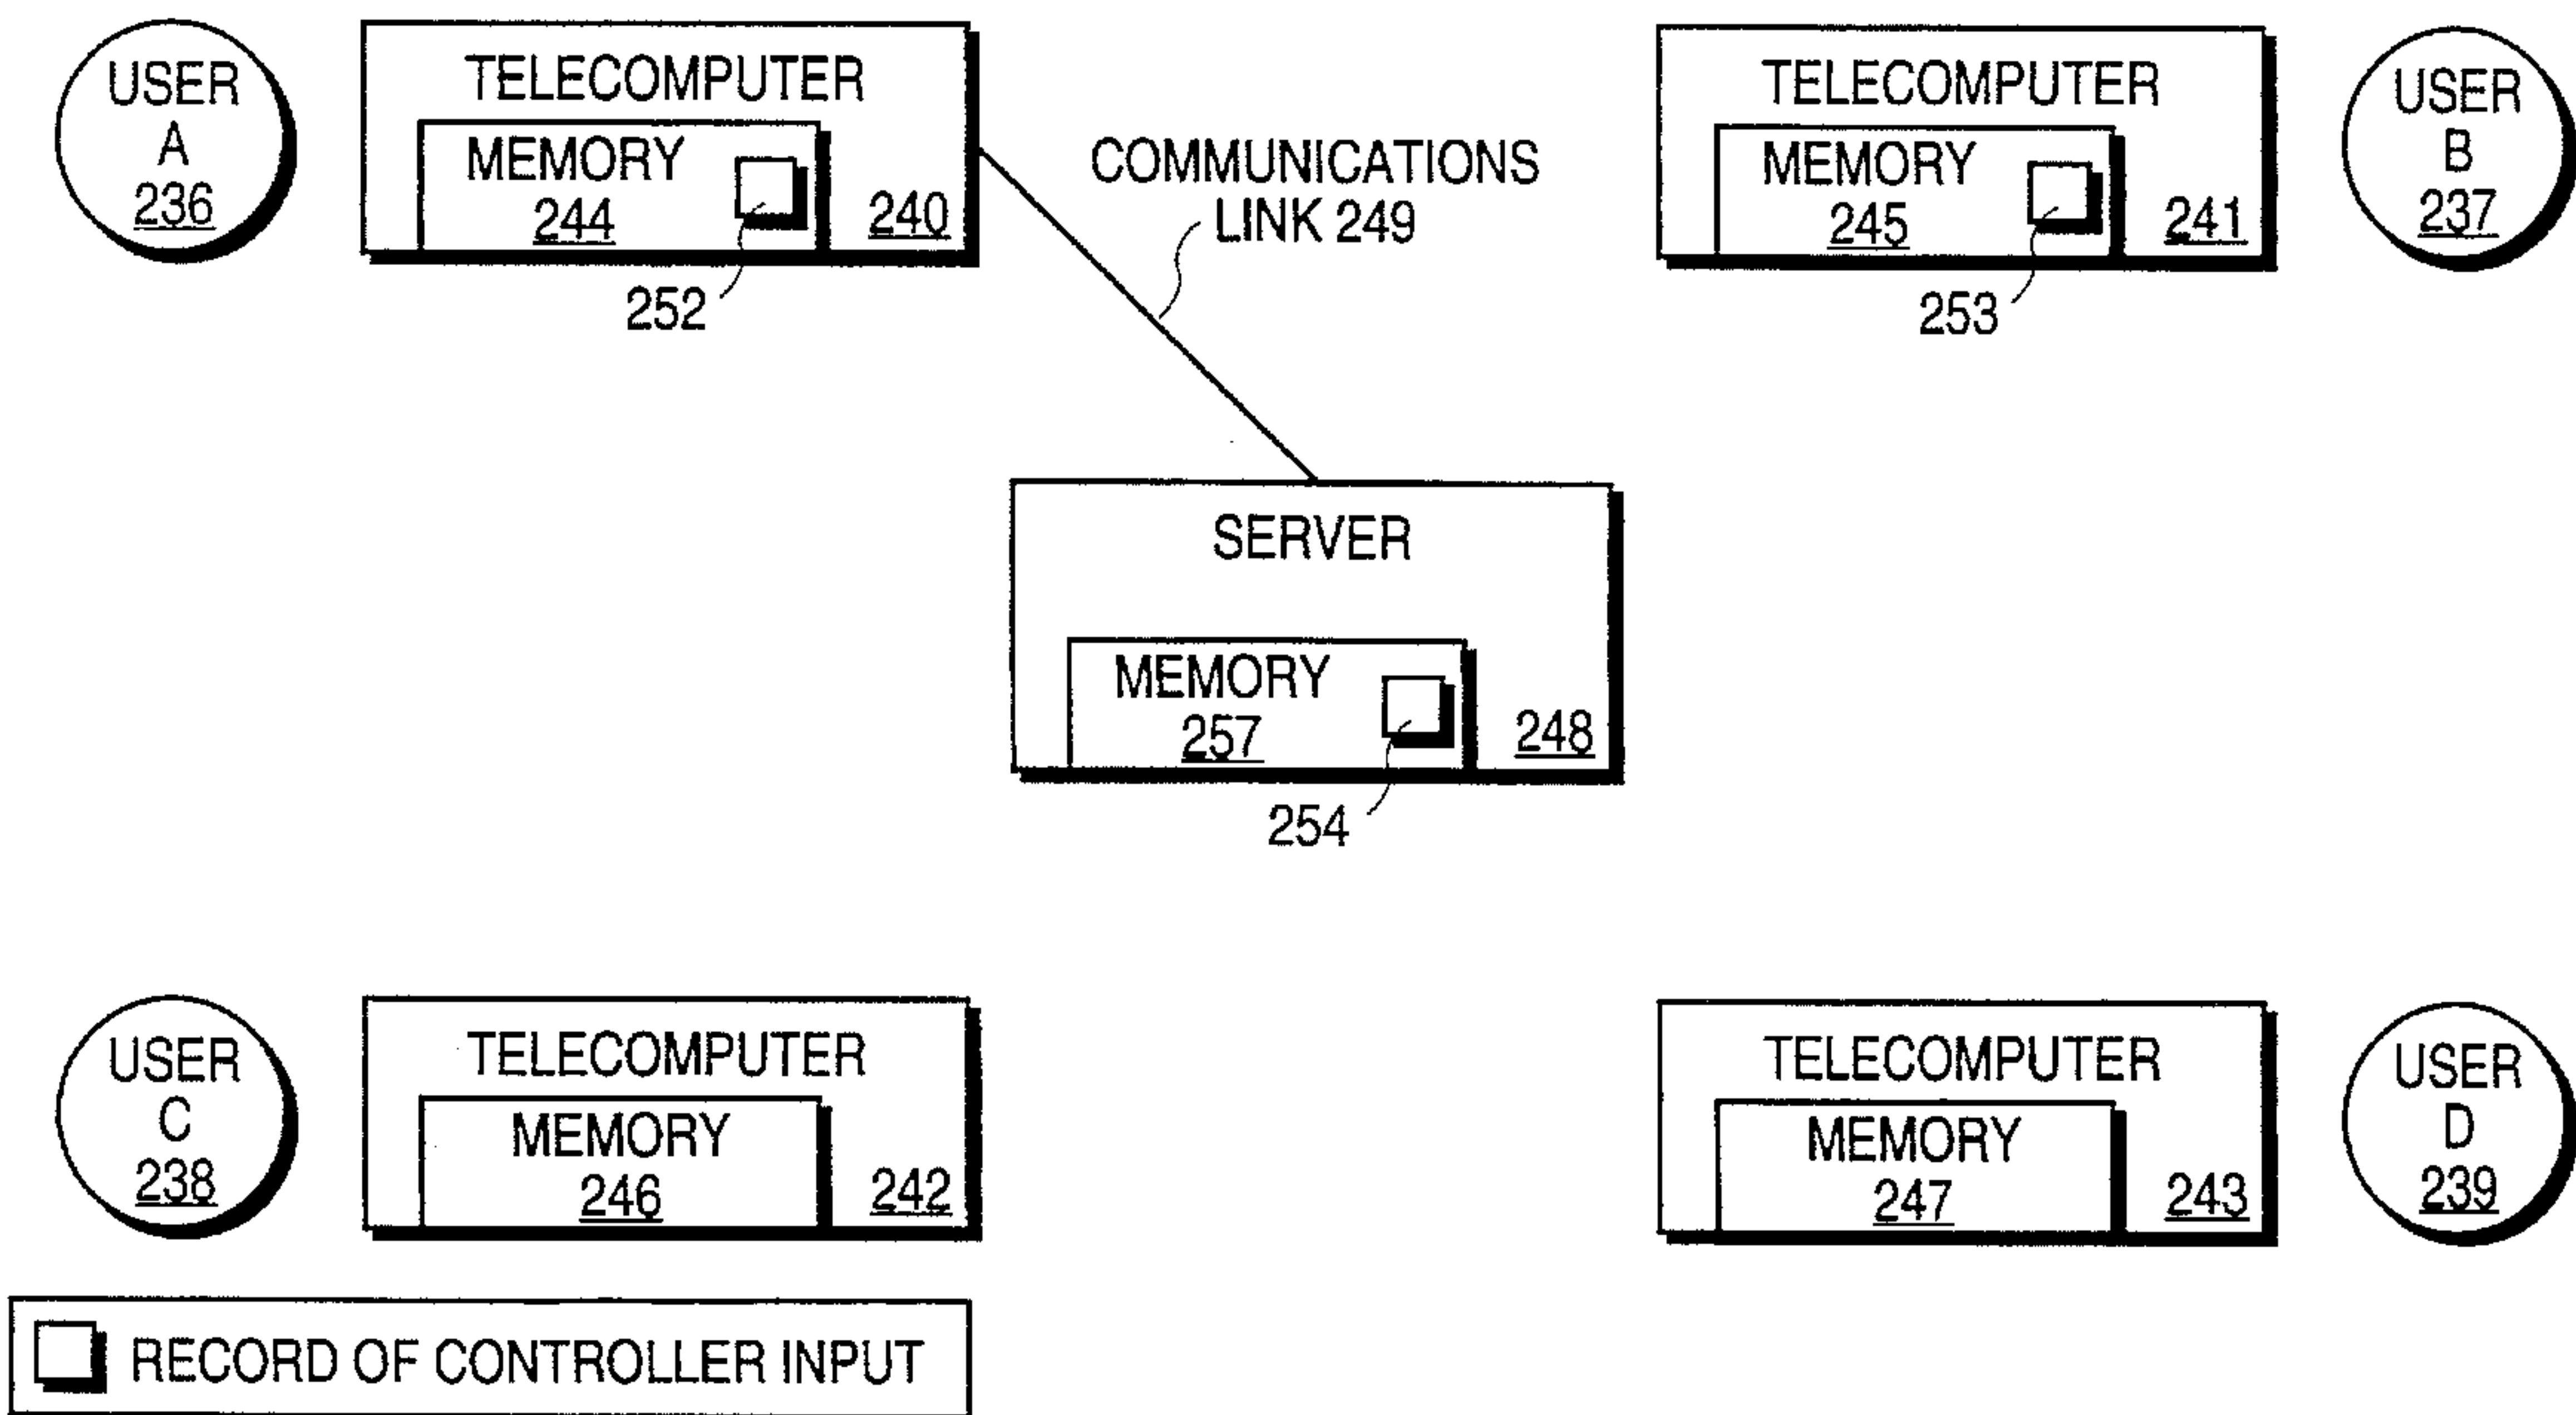 USER
A
236
TELECOMPUTER
MEMORY
244
240
252
COMMUNICATIONS
LINK 249
TELECOMPUTER
MEMORY
245
241
253
USER
B
237
SERVER
MEMORY
257
248
254
USER
C
238
TELECOMPUTER
MEMORY
246
242
TELECOMPUTER
MEMORY
247
243
USER
D
239
RECORD OF CONTROLLER INPUT